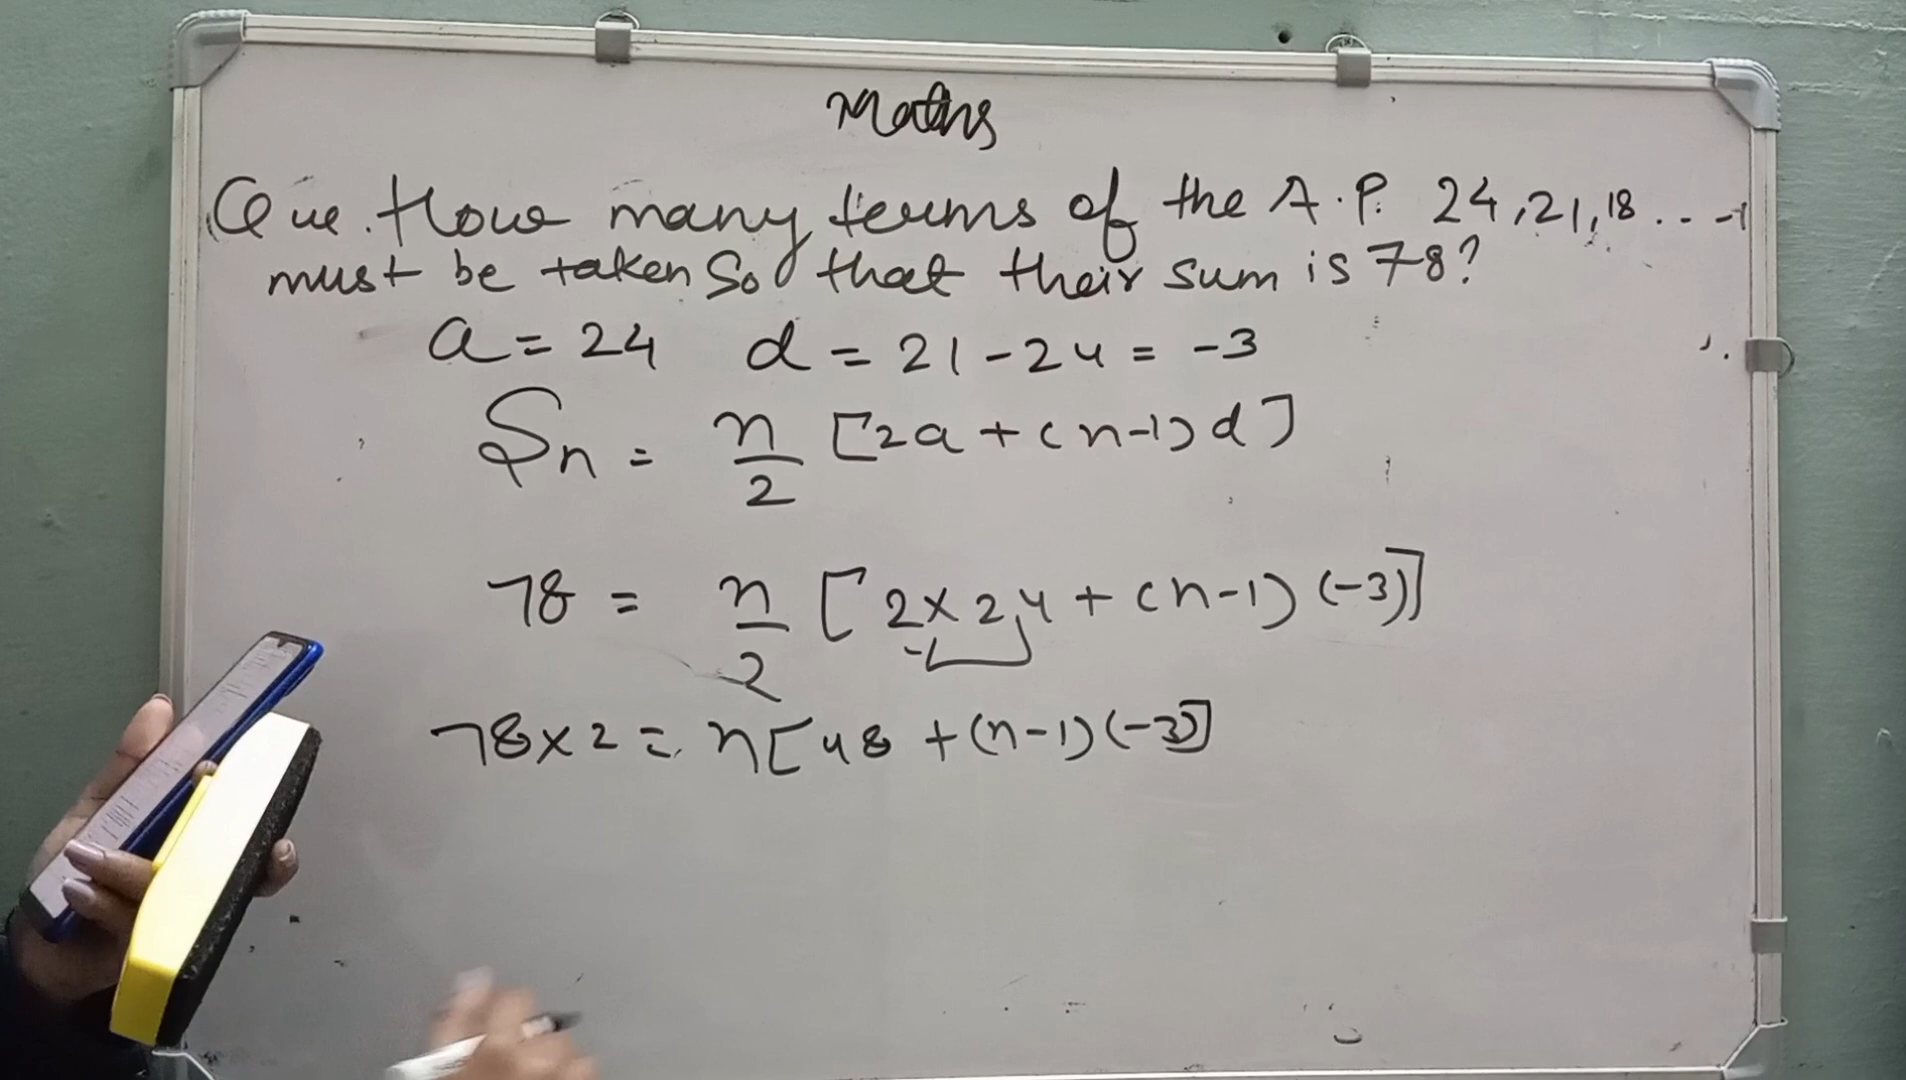 Maths
Que. How many terms of the A.P. 24, 21, 18 . . . .
must be taken so that their sum is 78?
a = 24 d = 21 - 24 = -3
Sn = n/2 [2a + (n-1)d]
78 = n/2 [2×24 + (n-1)(-3)]
78×2 = n[48 + (n-1)(-3)]